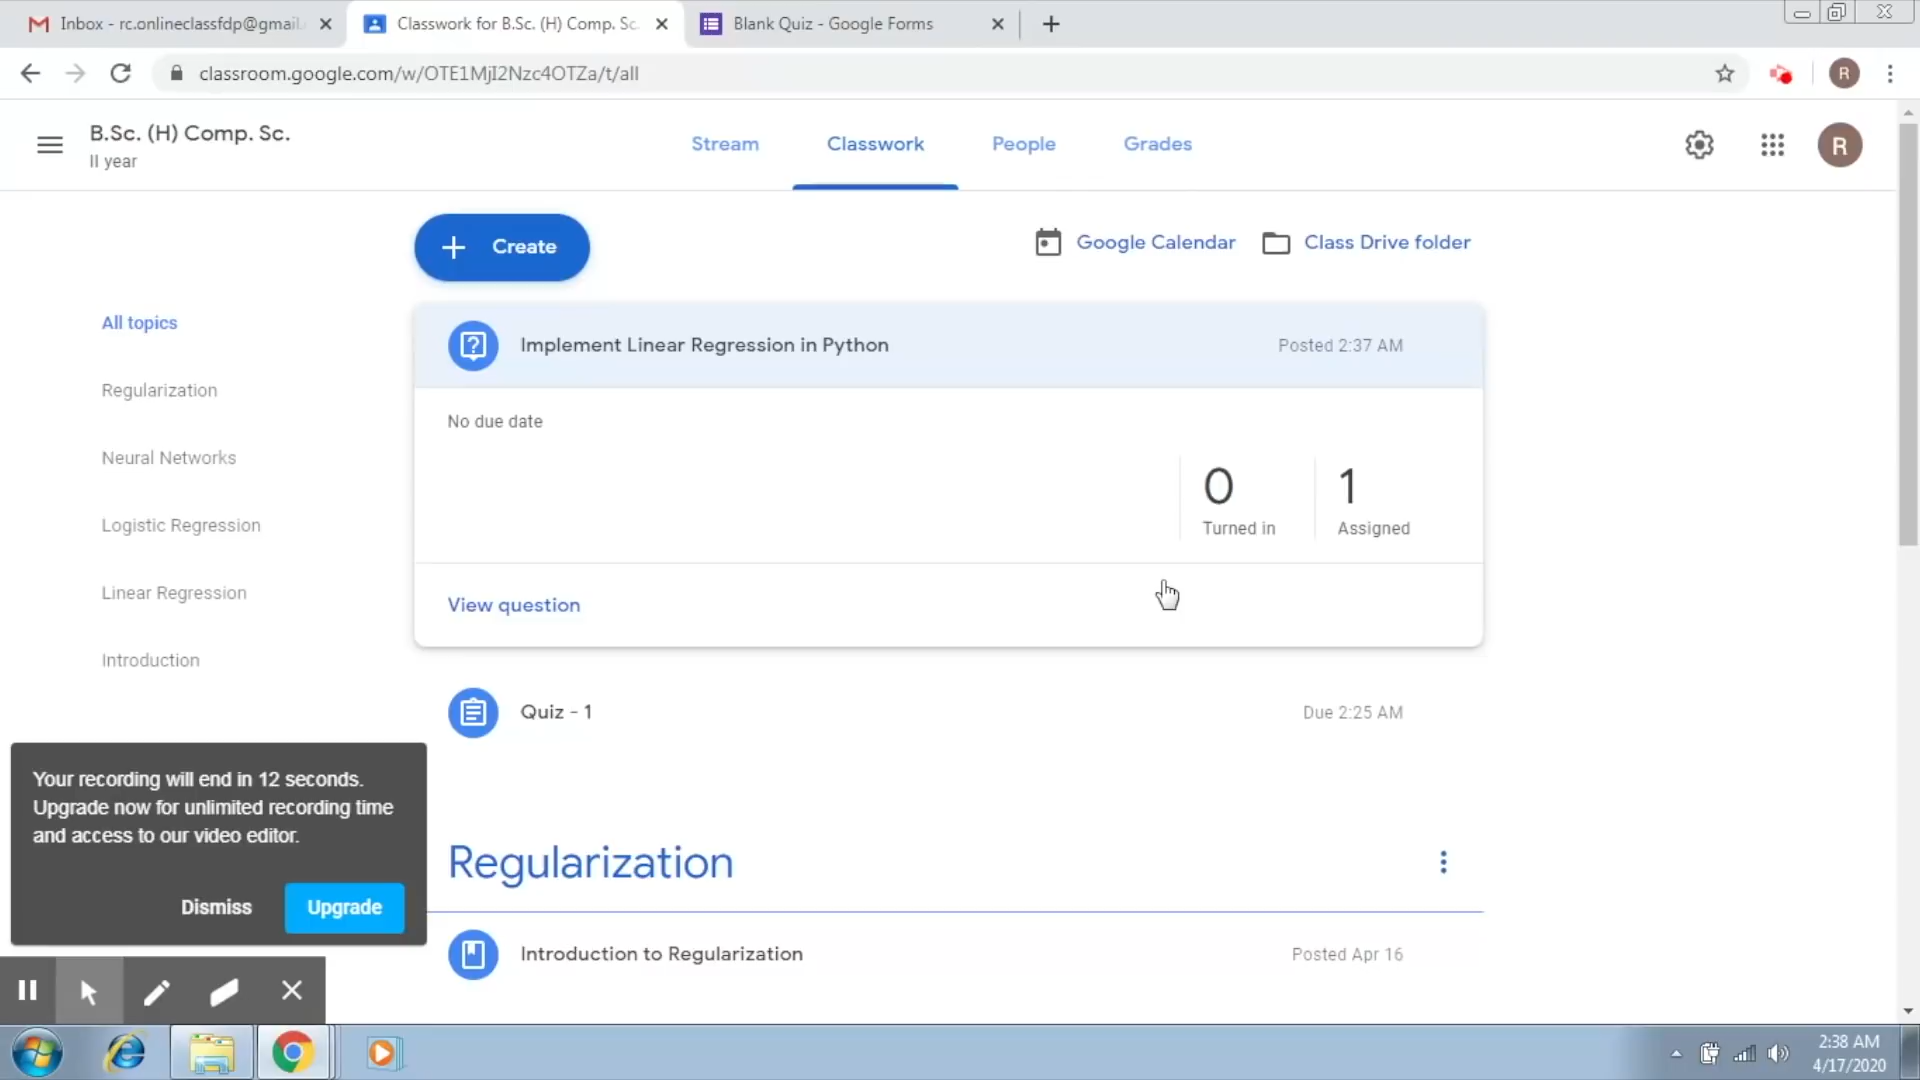 Inbox - rc.onlineclassfdp@gmail.
Classwork for B.Sc. (H) Comp. Sc.
Blank Quiz - Google Forms
classroom.google.com/w/OTE1MjI2Nzc4OTZa/t/all
R
B.Sc. (H) Comp. Sc.
II year
Stream
Classwork
People
Grades
R
Create
Google Calendar
Class Drive folder
All topics
Regularization
Neural Networks
Logistic Regression
Linear Regression
Introduction
Implement Linear Regression in Python
Posted 2:37 AM
No due date
0
Turned in
1
Assigned
View question
Quiz - 1
Due 2:25 AM
Regularization
Introduction to Regularization
Posted Apr 16
Your recording will end in 12 seconds.
Upgrade now for unlimited recording time
and access to our video editor.
Dismiss
Upgrade
2:38 AM
4/17/2020